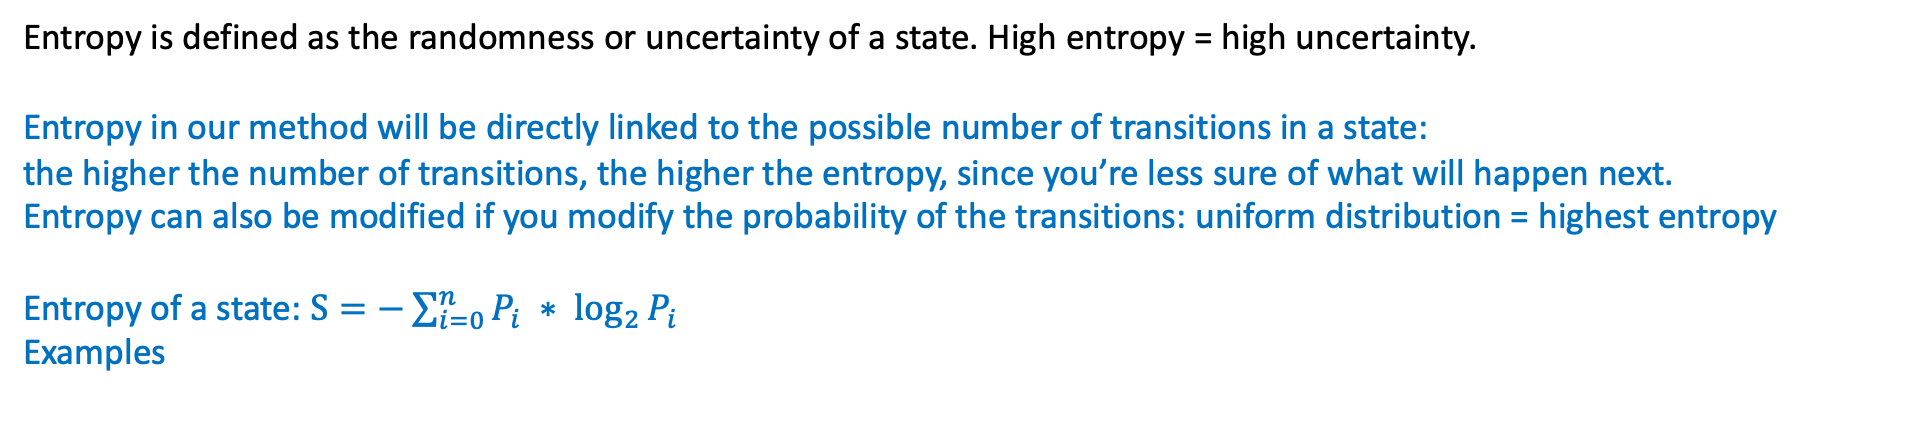 Entropy is defined as the randomness or uncertainty of a state. High entropy = high uncertainty.
Entropy in our method will be directly linked to the possible number of transitions in a state:
the higher the number of transitions, the higher the entropy, since you’re less sure of what will happen next.
Entropy can also be modified if you modify the probability of the transitions: uniform distribution = highest entropy
Entropy of a state: S = − ∑ⁿᵢ₌₀ Pᵢ * log₂ Pᵢ
Examples